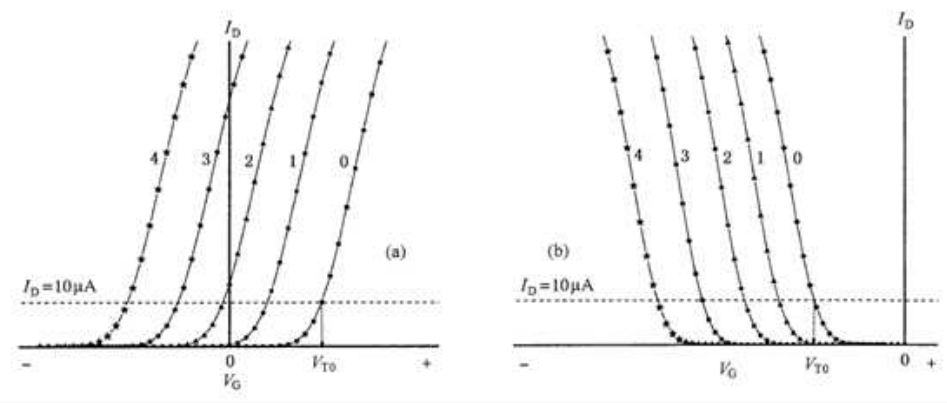 I_D
4 3 2 1 0
(a)
I_D=10μA
− 0 V_T0 +
V_G
I_D
4 3 2 1 0
(b)
I_D=10μA
− V_G V_T0 0 +